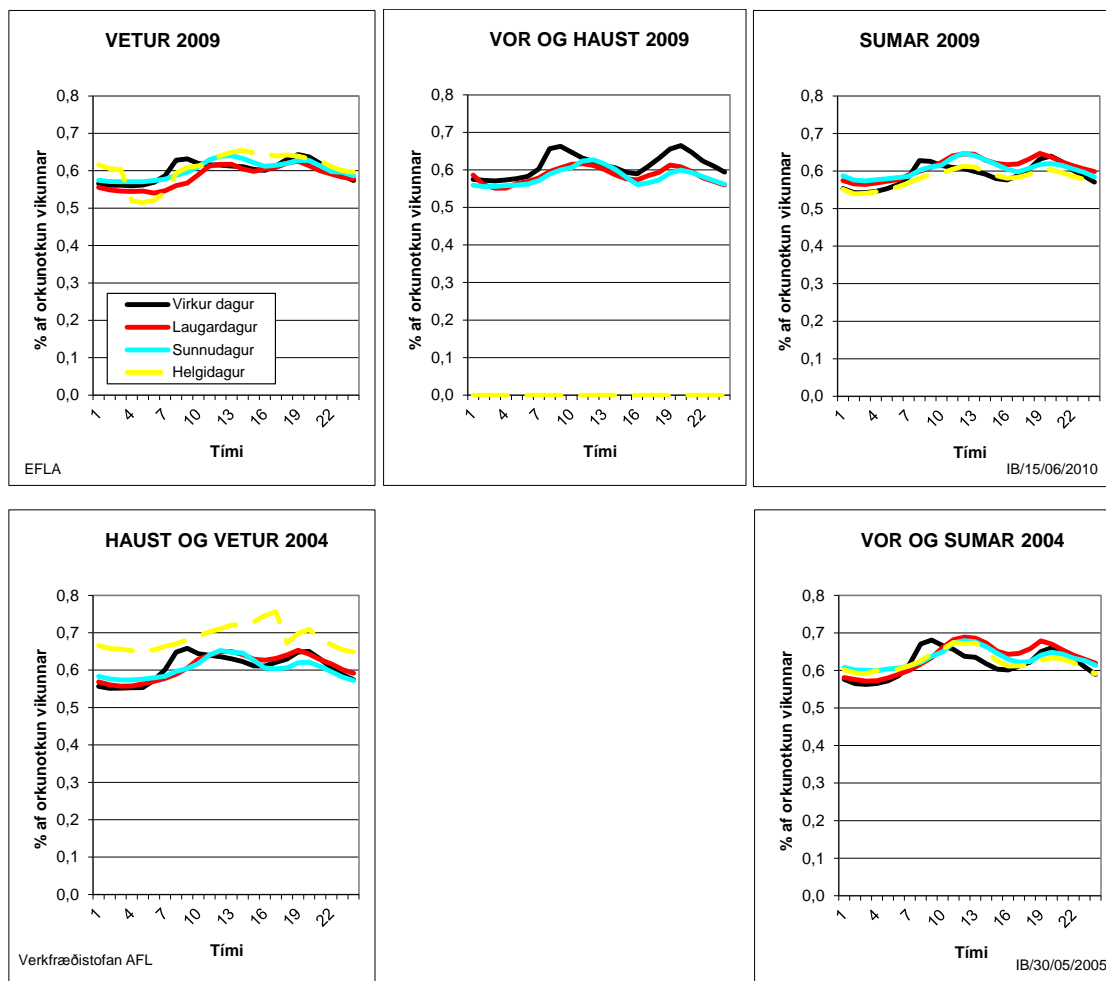 VETUR 2009
% af orkunotkun vikunnar
0,8
0,7
0,6
0,5
0,4
0,3
0,2
0,1
0,0
Virkur dagur
Laugardagur
Sunnudagur
Helgidagur
1 4 7 10 13 16 19 22
Tími
EFLA
VOR OG HAUST 2009
% af orkunotkun vikunnar
0,8
0,7
0,6
0,5
0,4
0,3
0,2
0,1
0,0
1 4 7 10 13 16 19 22
Tími
SUMAR 2009
% af orkunotkun vikunnar
0,8
0,7
0,6
0,5
0,4
0,3
0,2
0,1
0,0
1 4 7 10 13 16 19 22
Tími
IB/15/06/2010
HAUST OG VETUR 2004
% af orkunotkun vikunnar
0,8
0,7
0,6
0,5
0,4
0,3
0,2
0,1
0,0
1 4 7 10 13 16 19 22
Tími
Verkfræðistofan AFL
VOR OG SUMAR 2004
% af orkunotkun vikunnar
0,8
0,7
0,6
0,5
0,4
0,3
0,2
0,1
0,0
1 4 7 10 13 16 19 22
Tími
IB/30/05/2005